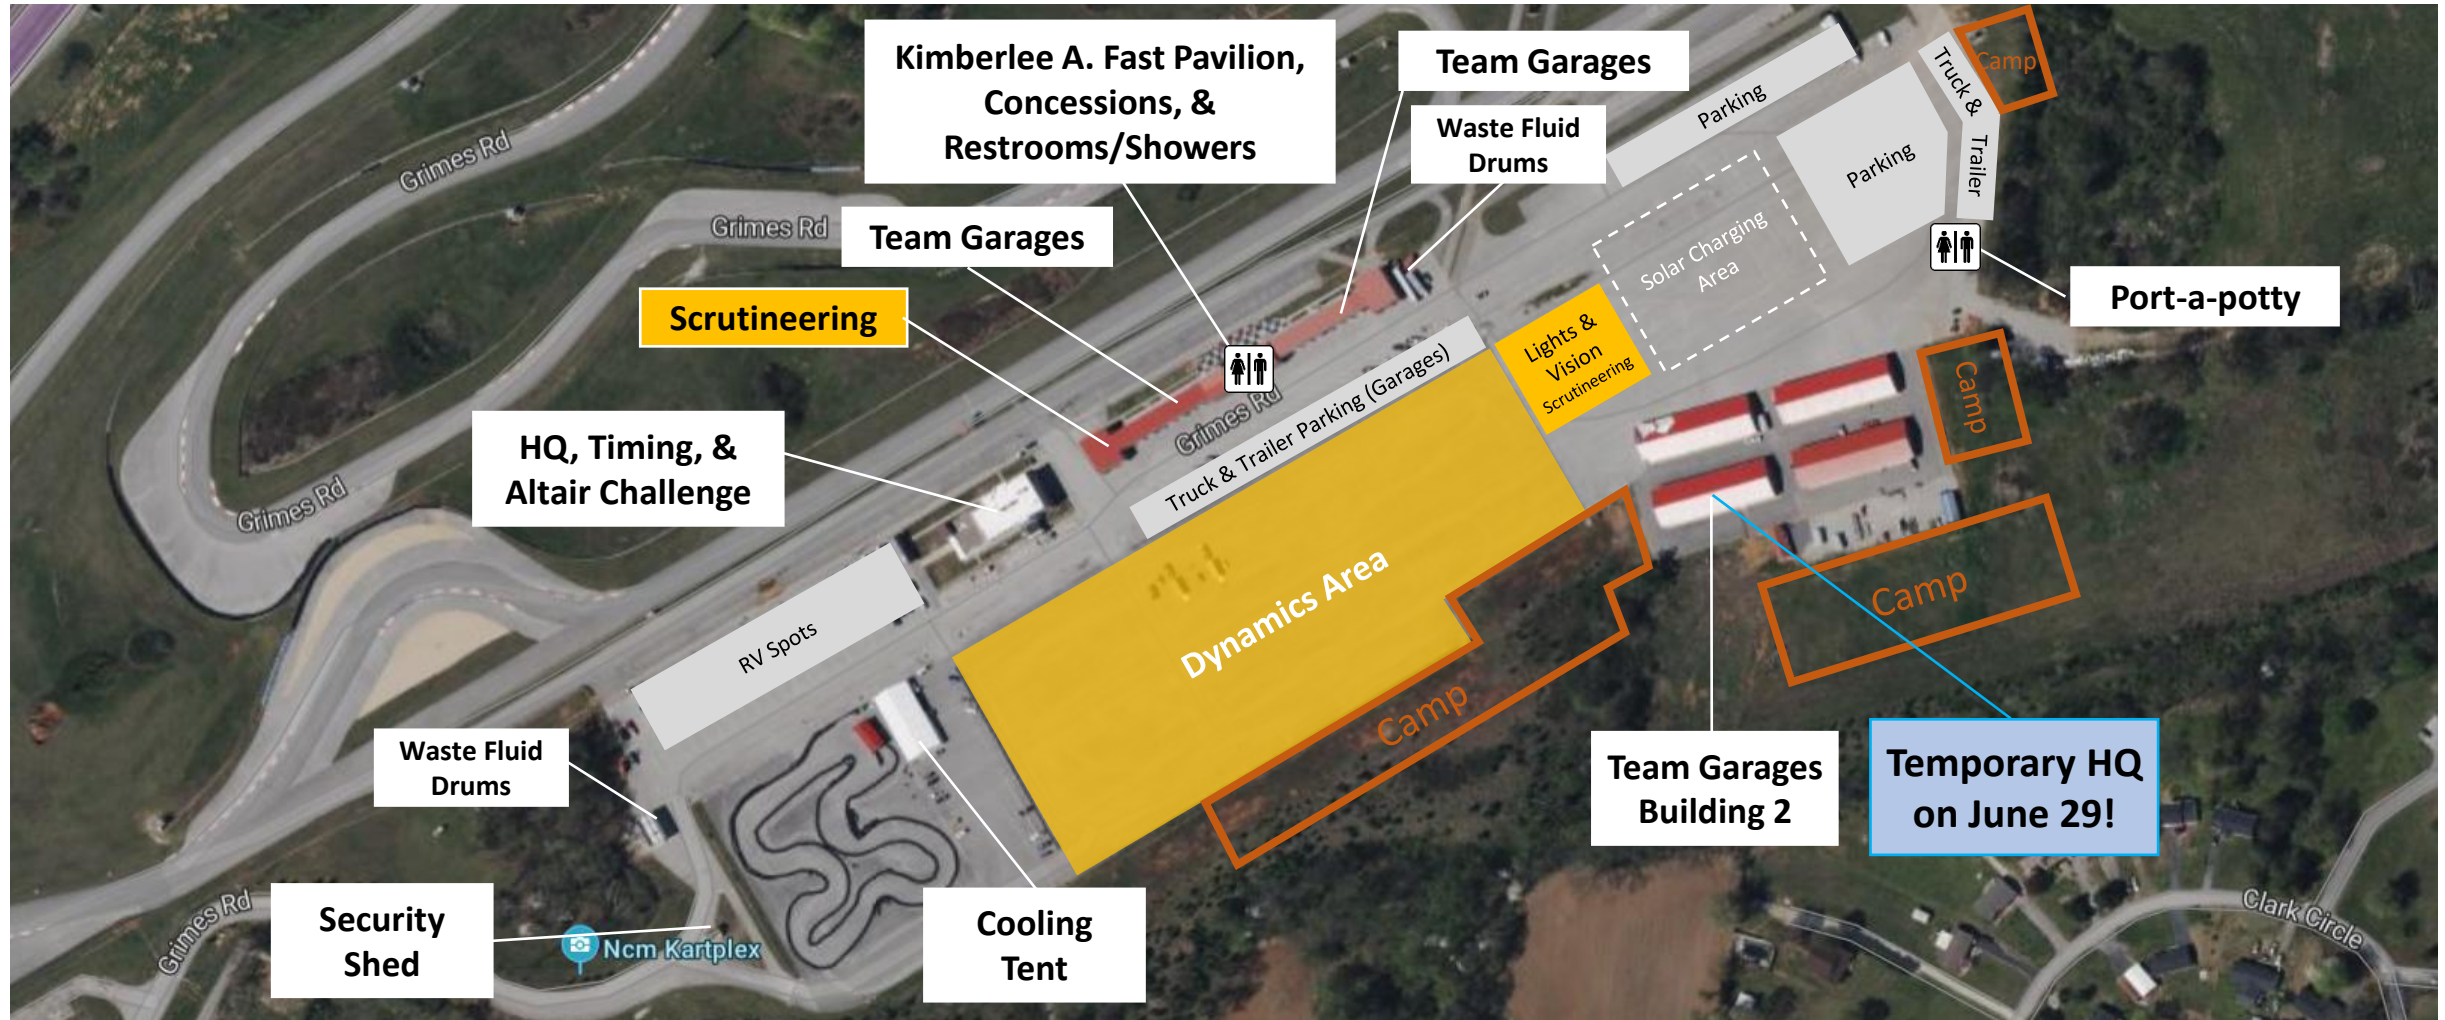 Kimberlee A. Fast Pavilion,
Concessions, &
Restrooms/Showers
Team Garages
Waste Fluid
Drums
Parking
Truck &
Trailer
Camp
Parking
Grimes Rd
Grimes Rd
Team Garages
Solar Charging
Area
Port-a-potty
Scrutineering
Lights &
Vision
Scrutineering
Camp
Grimes Rd
Truck & Trailer Parking (Garages)
HQ, Timing, &
Altair Challenge
Grimes Rd
Dynamics Area
Camp
RV Spots
Camp
Waste Fluid
Drums
Team Garages
Building 2
Temporary HQ
on June 29!
Security
Shed
Grimes Rd
Ncm Kartplex
Cooling
Tent
Clark Circle